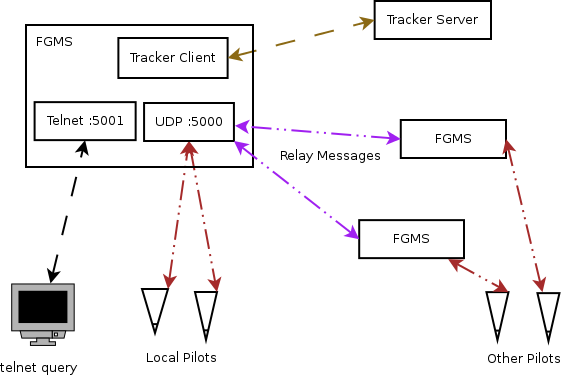 Tracker Server
FGMS
Tracker Client
Telnet :5001
UDP :5000
FGMS
Relay Messages
FGMS
Local Pilots
Other Pilots
telnet query